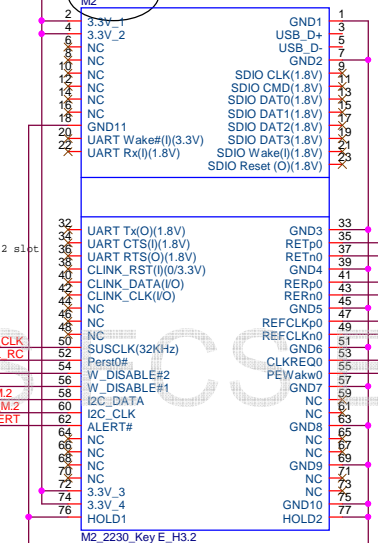 M2
2 3.3V_1
4 3.3V_2
6 NC
8 NC
10 NC
12 NC
14 NC
16 NC
18 GND11
20 UART Wake#(I)(3.3V)
22 UART Rx(I)(1.8V)
GND1 1
USB_D+ 3
USB_D- 5
GND2 7
SDIO CLK(1.8V) 9
SDIO CMD(1.8V) 11
SDIO DAT0(1.8V) 13
SDIO DAT1(1.8V) 15
SDIO DAT2(1.8V) 17
SDIO DAT3(1.8V) 19
SDIO Wake(I)(1.8V) 21
SDIO Reset (O)(1.8V) 23
2 slot
CLK
RC
M.2
M.2
ERT
32 UART Tx(O)(1.8V)
34 UART CTS(I)(1.8V)
36 UART RTS(O)(1.8V)
38 CLINK_RST(I)(0/3.3V)
40 CLINK_DATA(I/O)
42 CLINK_CLK(I/O)
44 NC
46 NC
48 NC
50 SUSCLK(32KHz)
52 Perst0#
54 W_DISABLE#2
56 W_DISABLE#1
58 I2C_DATA
60 I2C_CLK
62 ALERT#
64 NC
66 NC
68 NC
70 NC
72 3.3V_3
74 3.3V_4
76 HOLD1
GND3 33
RETp0 35
RETn0 37
GND4 39
RERp0 41
RERn0 43
GND5 45
REFCLKp0 47
REFCLKn0 49
GND6 51
CLKREQ0 53
PEWakw0 55
GND7 57
NC 59
NC 61
GND8 63
NC 65
NC 67
GND9 69
NC 71
NC 73
GND10 75
HOLD2 77
M2_2230_Key E_H3.2